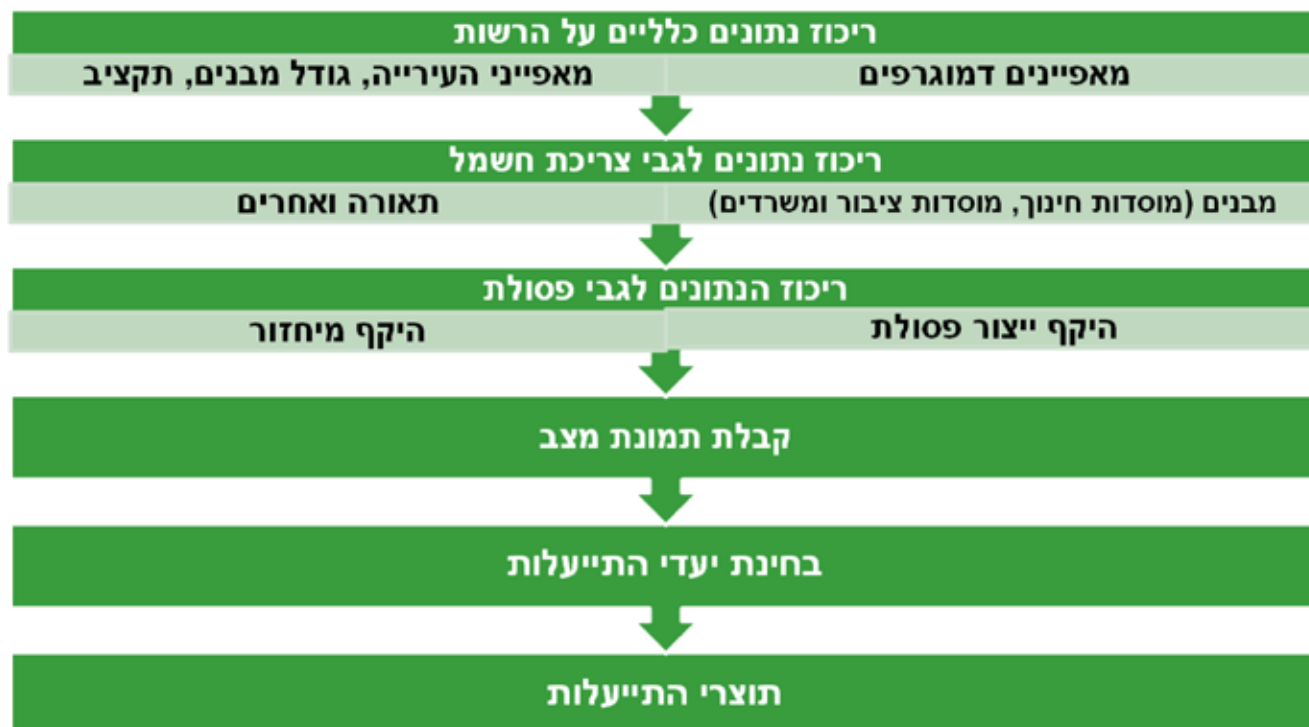 ריכוז נתונים כלליים על הרשות
מאפיינים דמוגרפים
מאפייני העירייה, גודל מבנים, תקציב
ריכוז נתונים לגבי צריכת חשמל
מבנים (מוסדות חינוך, מוסדות ציבור ומשרדים)
תאורה ואחרים
ריכוז הנתונים לגבי פסולת
היקף ייצור פסולת
היקף מיחזור
קבלת תמונת מצב
בחינת יעדי התייעלות
תוצרי התייעלות